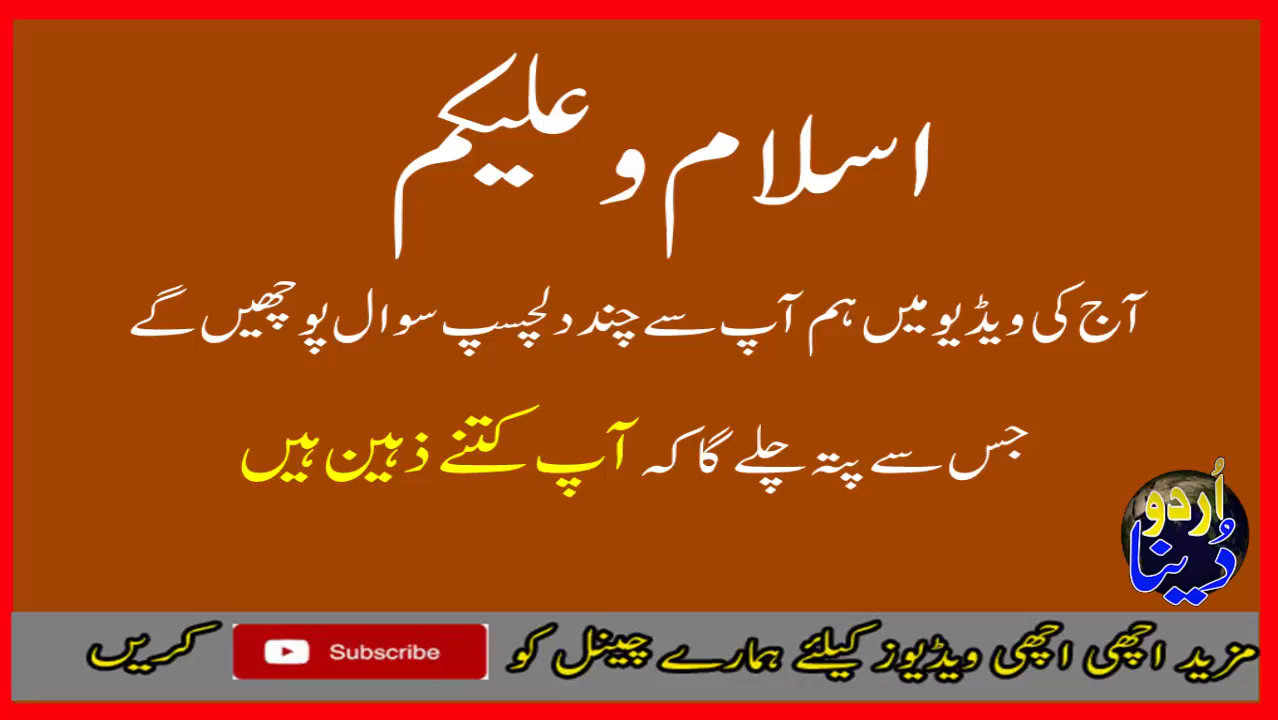 اسلام و علیکم
آج کی ویڈیو میں ہم آپ سے چند دلچسپ سوال پوچھیں گے
جس سے پتہ چلے گا کہ آپ کتنے ذہین ہیں
اُردو
دُنیا
مزید اچھی اچھی ویڈیوز کیلئے ہمارے چینل کو Subscribe کریں